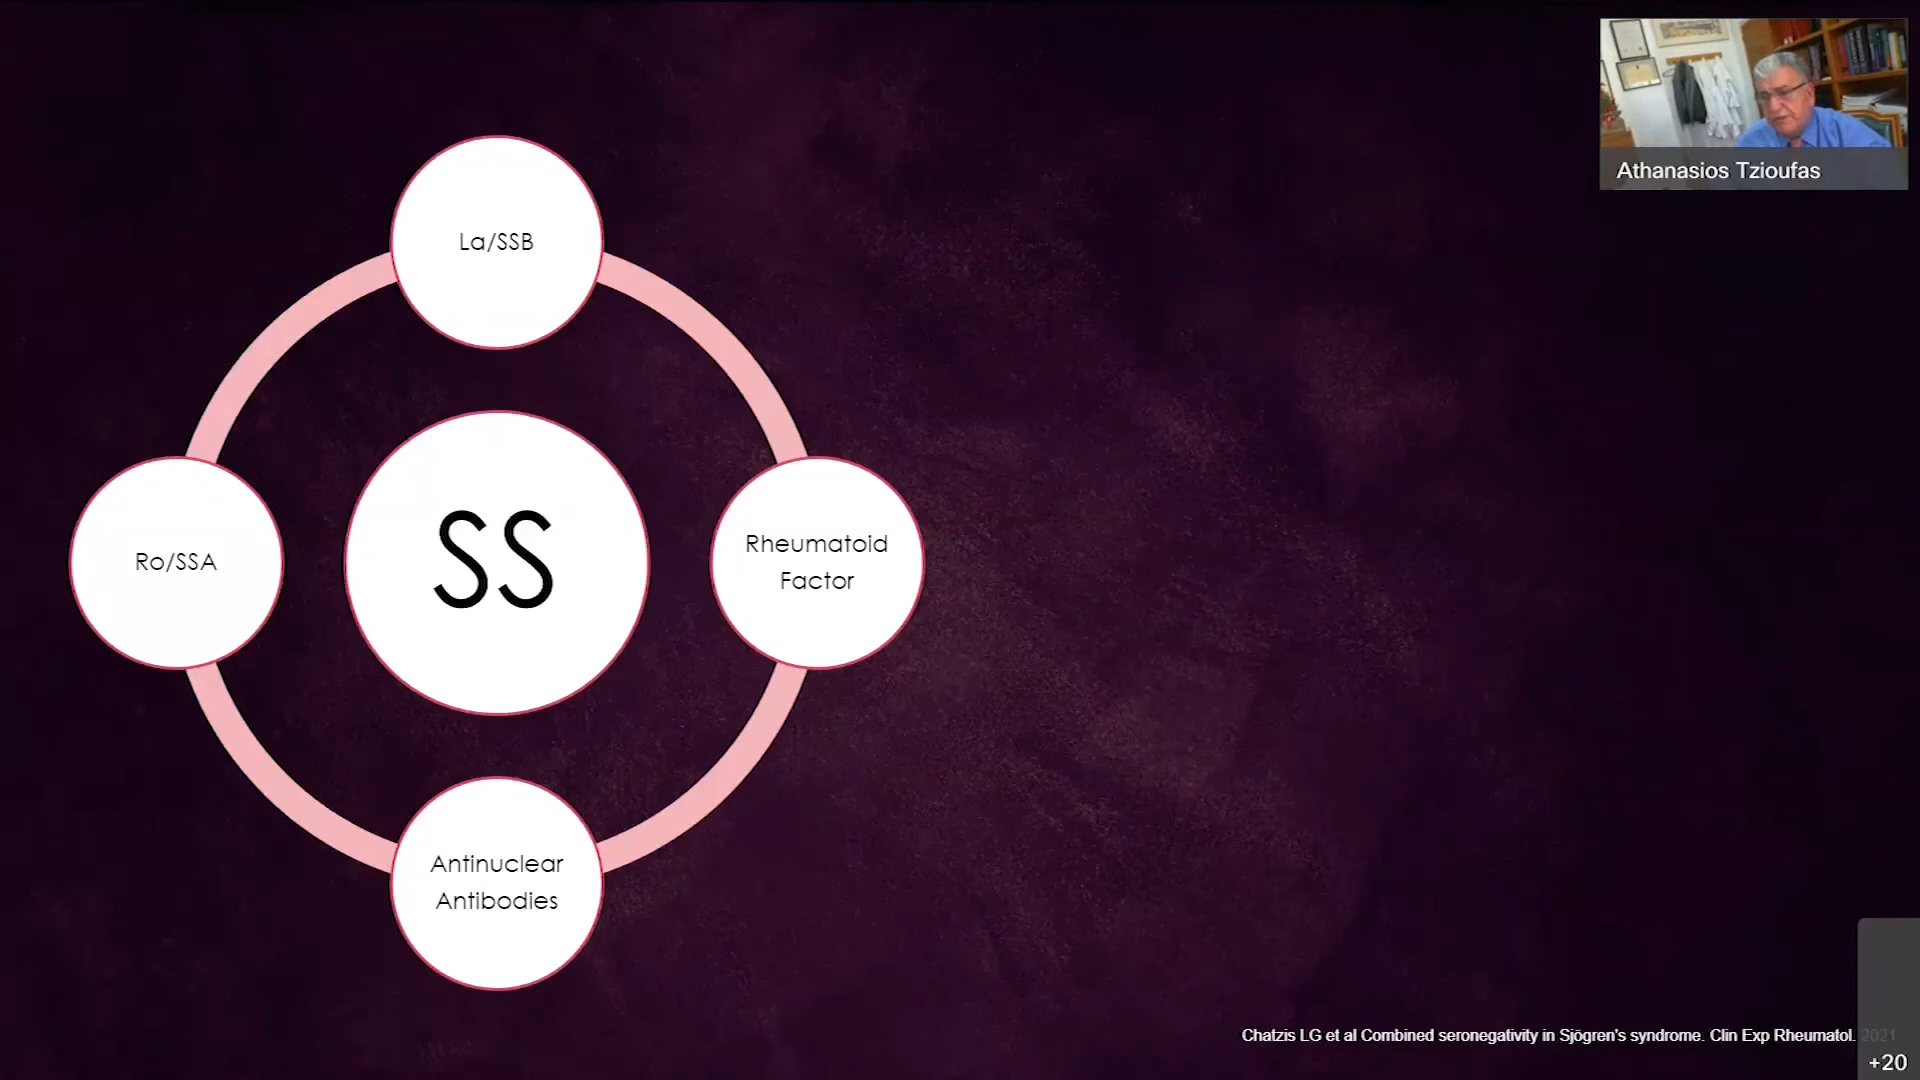 Athanasios Tzioufas
La/SSB
Ro/SSA
SS
Rheumatoid
Factor
Antinuclear
Antibodies
Chatzis LG et al Combined seronegativity in Sjögren's syndrome. Clin Exp Rheumatol. 2021
+20